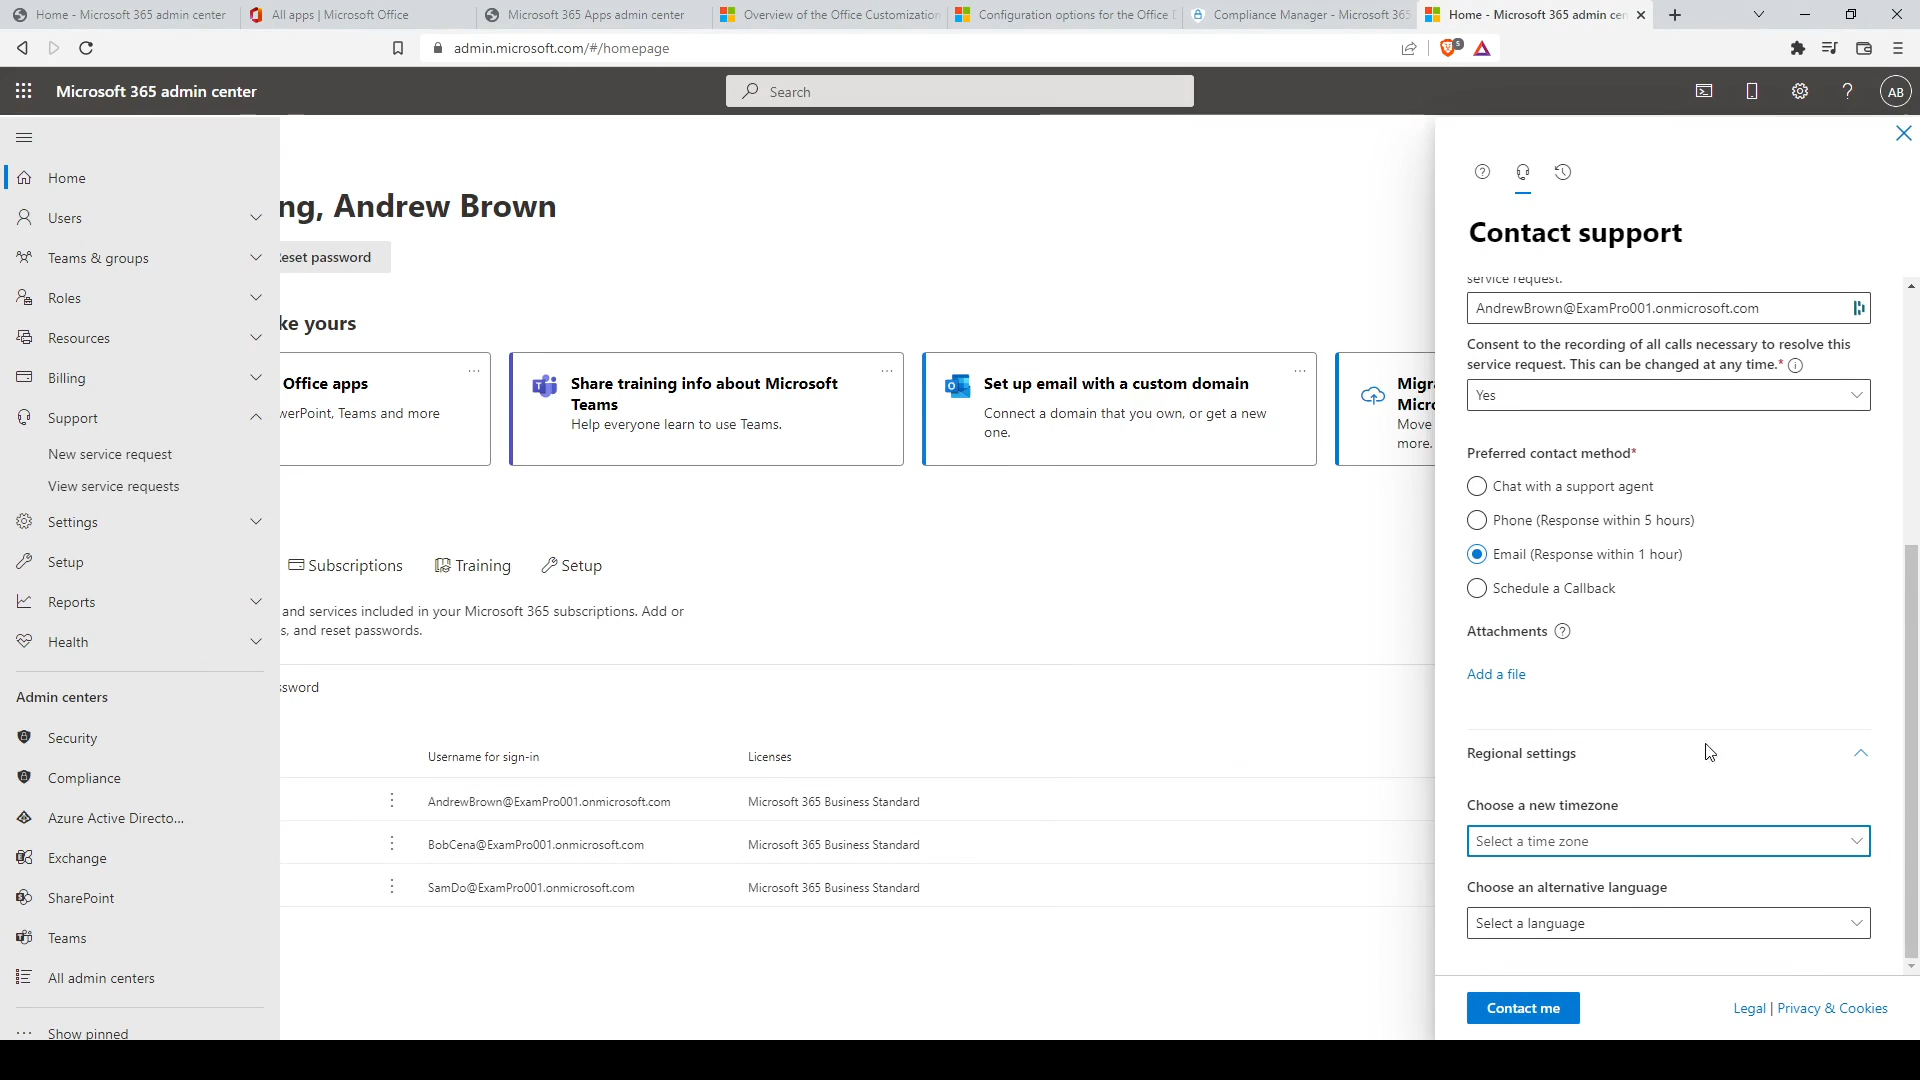 Home - Microsoft 365 admin center
All apps | Microsoft Office
Microsoft 365 Apps admin center
Overview of the Office Customization
Configuration options for the Office
Compliance Manager - Microsoft 365
Home - Microsoft 365 admin cen
admin.microsoft.com/#/homepage
5
Microsoft 365 admin center
Search
AB
Home
Users
Teams & groups
Roles
Resources
Billing
Support
New service request
View service requests
Settings
Setup
Reports
Health
Admin centers
Security
Compliance
Azure Active Directo...
Exchange
SharePoint
Teams
All admin centers
Show pinned
ng, Andrew Brown
eset password
ke yours
Office apps
werPoint, Teams and more
Share training info about Microsoft
Teams
Help everyone learn to use Teams.
Set up email with a custom domain
Connect a domain that you own, or get a new
one.
Migr
Micro
Move
more.
Subscriptions
Training
Setup
and services included in your Microsoft 365 subscriptions. Add or
s, and reset passwords.
ssword
Username for sign-in
Licenses
AndrewBrown@ExamPro001.onmicrosoft.com
Microsoft 365 Business Standard
BobCena@ExamPro001.onmicrosoft.com
Microsoft 365 Business Standard
SamDo@ExamPro001.onmicrosoft.com
Microsoft 365 Business Standard
Contact support
service request.
AndrewBrown@ExamPro001.onmicrosoft.com
Consent to the recording of all calls necessary to resolve this
service request. This can be changed at any time.*
Yes
Preferred contact method*
Chat with a support agent
Phone (Response within 5 hours)
Email (Response within 1 hour)
Schedule a Callback
Attachments
Add a file
Regional settings
Choose a new timezone
Select a time zone
Choose an alternative language
Select a language
Contact me
Legal | Privacy & Cookies